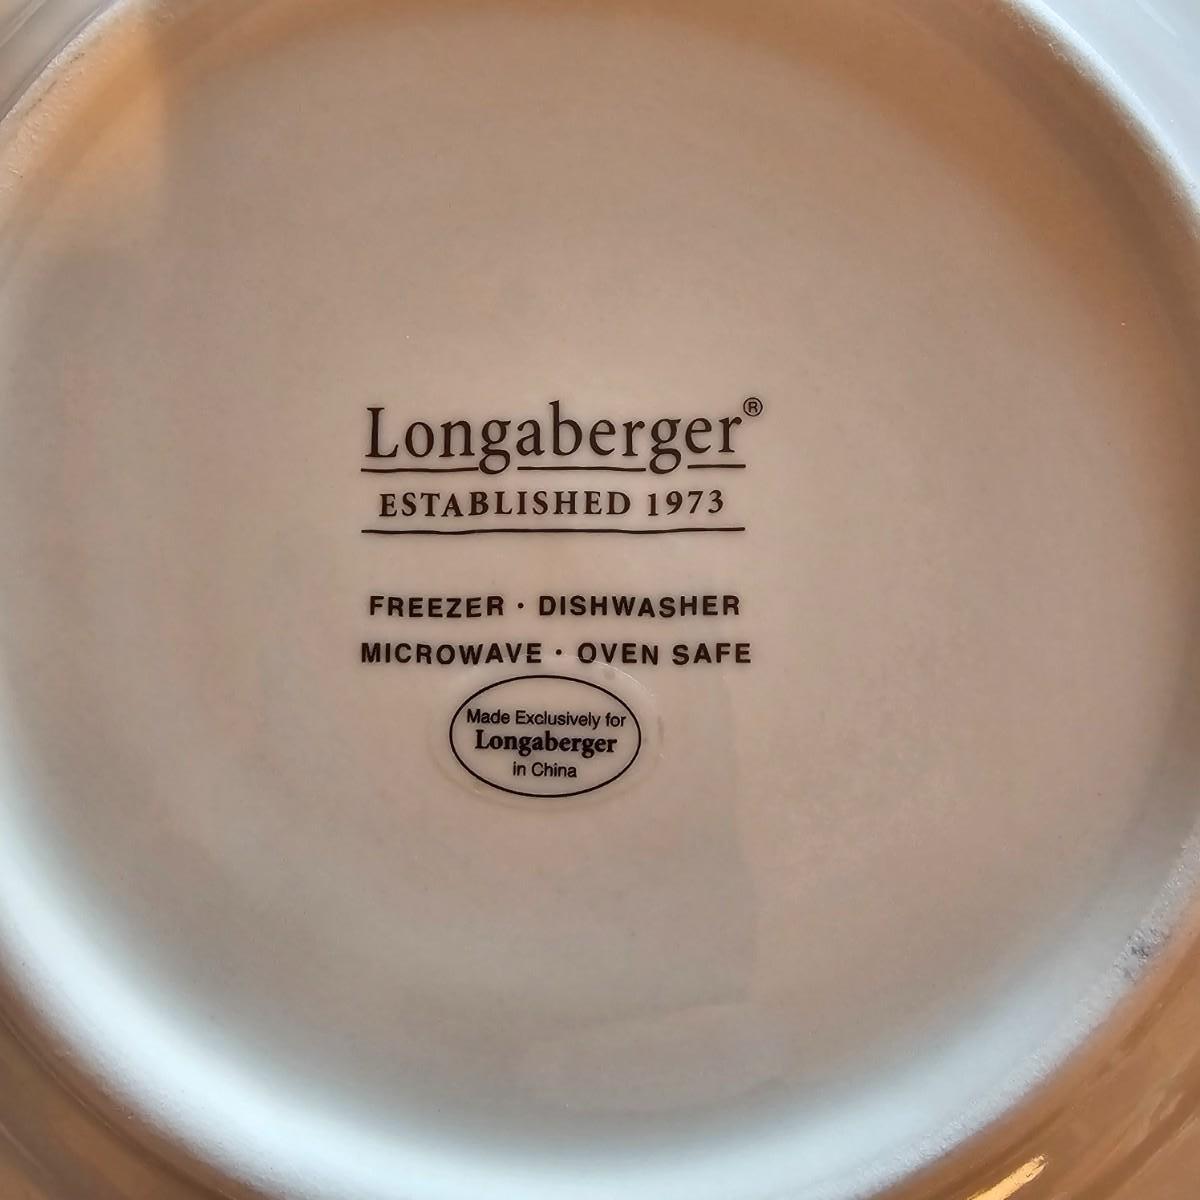 Longaberger®
ESTABLISHED 1973
FREEZER · DISHWASHER
MICROWAVE · OVEN SAFE
Made Exclusively for
Longaberger
in China